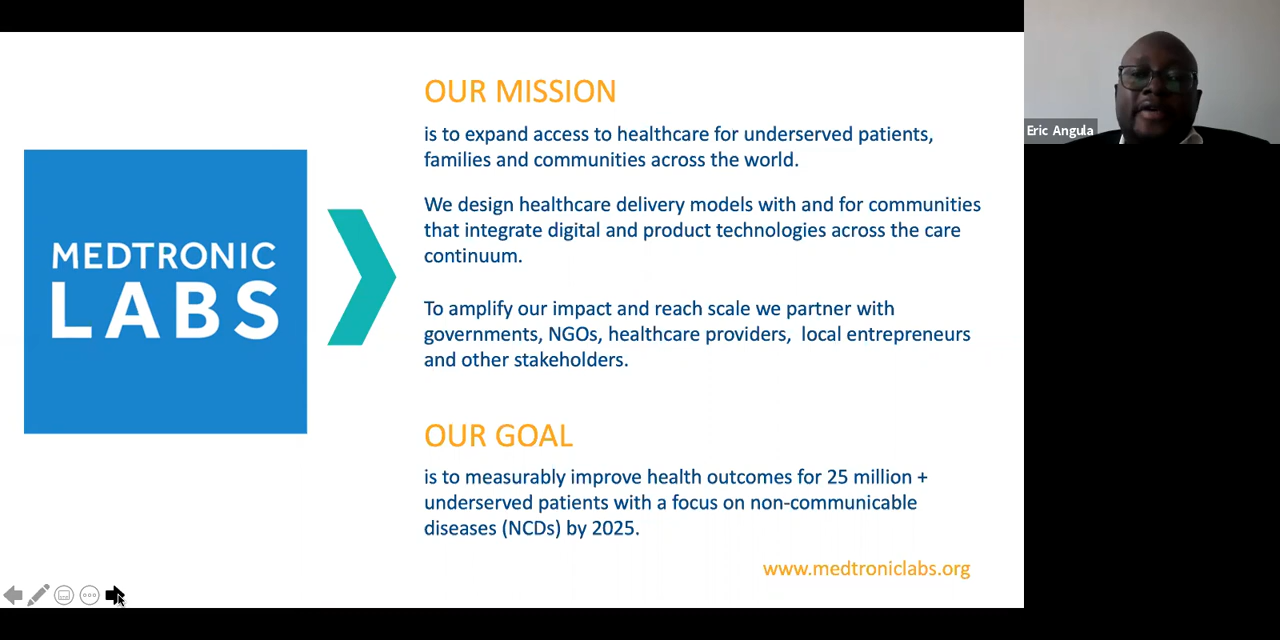 OUR MISSION
is to expand access to healthcare for underserved patients,
families and communities across the world.
We design healthcare delivery models with and for communities
that integrate digital and product technologies across the care
continuum.
To amplify our impact and reach scale we partner with
governments, NGOs, healthcare providers,  local entrepreneurs
and other stakeholders.
MEDTRONIC
LABS
OUR GOAL
is to measurably improve health outcomes for 25 million +
underserved patients with a focus on non-communicable
diseases (NCDs) by 2025.
www.medtroniclabs.org
Eric Angula